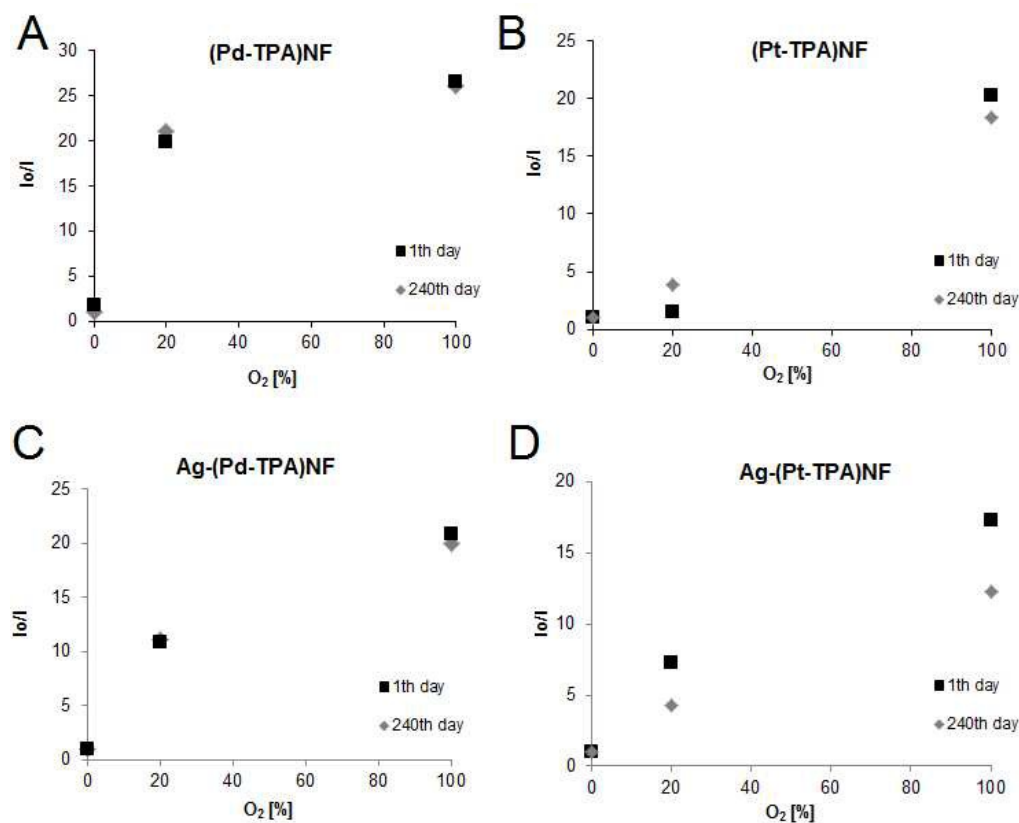 A
(Pd-TPA)NF
30
25
20
15
10
5
0
Io/I
1th day
240th day
0 20 40 60 80 100
O₂ [%]
B
(Pt-TPA)NF
25
20
15
10
5
0
Io/I
1th day
240th day
0 20 40 60 80 100
O₂ [%]
C
Ag-(Pd-TPA)NF
25
20
15
10
5
0
Io/I
1th day
240th day
0 20 40 60 80 100
O₂ [%]
D
Ag-(Pt-TPA)NF
20
15
10
5
0
Io/I
1th day
240th day
0 20 40 60 80 100
O₂ [%]